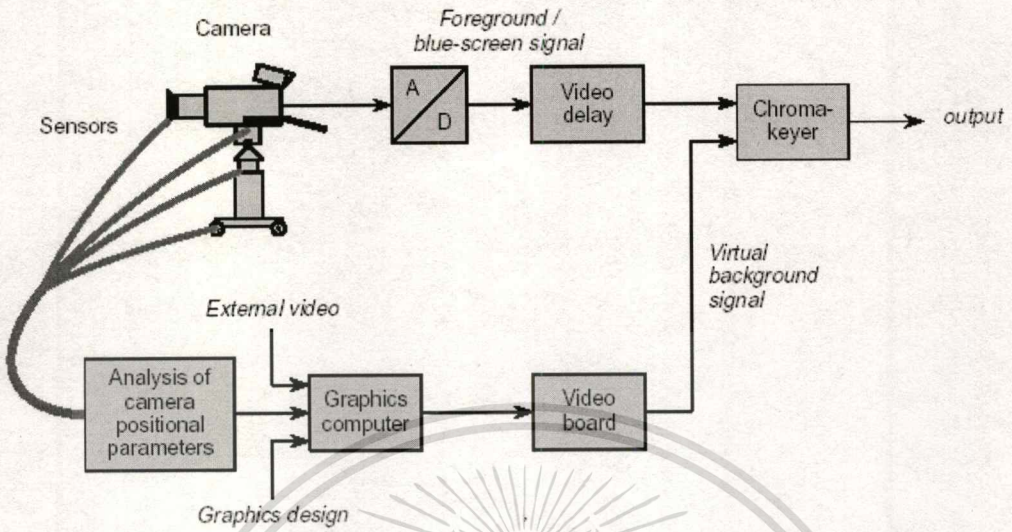 Camera
Foreground /
blue-screen signal
Sensors
A
D
Video
delay
Chroma-
keyer
output
Virtual
background
signal
External video
Analysis of
camera
positional
parameters
Graphics
computer
Video
board
Graphics design